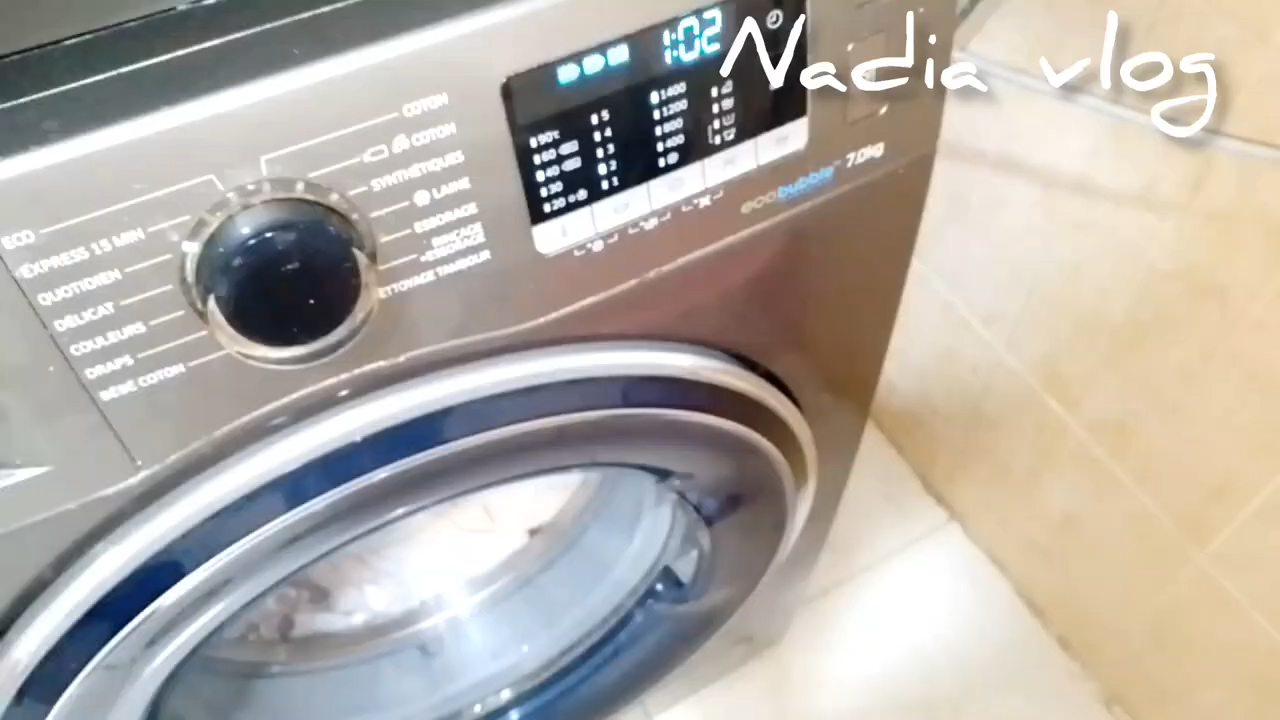 Nadia vlog
1:02
COTON
COTON
SYNTHÉTIQUES
LAINE
ESSORAGE
RINÇAGE
+ESSORAGE
ETTOYAGE TAMBOUR
ECO
EXPRESS 15 MIN
QUOTIDIEN
DÉLICAT
COULEURS
DRAPS
BÉBÉ COTON
90°C
60
40
30
20
5
4
3
2
1
1400
1200
800
400
ecobubble™ 7.0kg